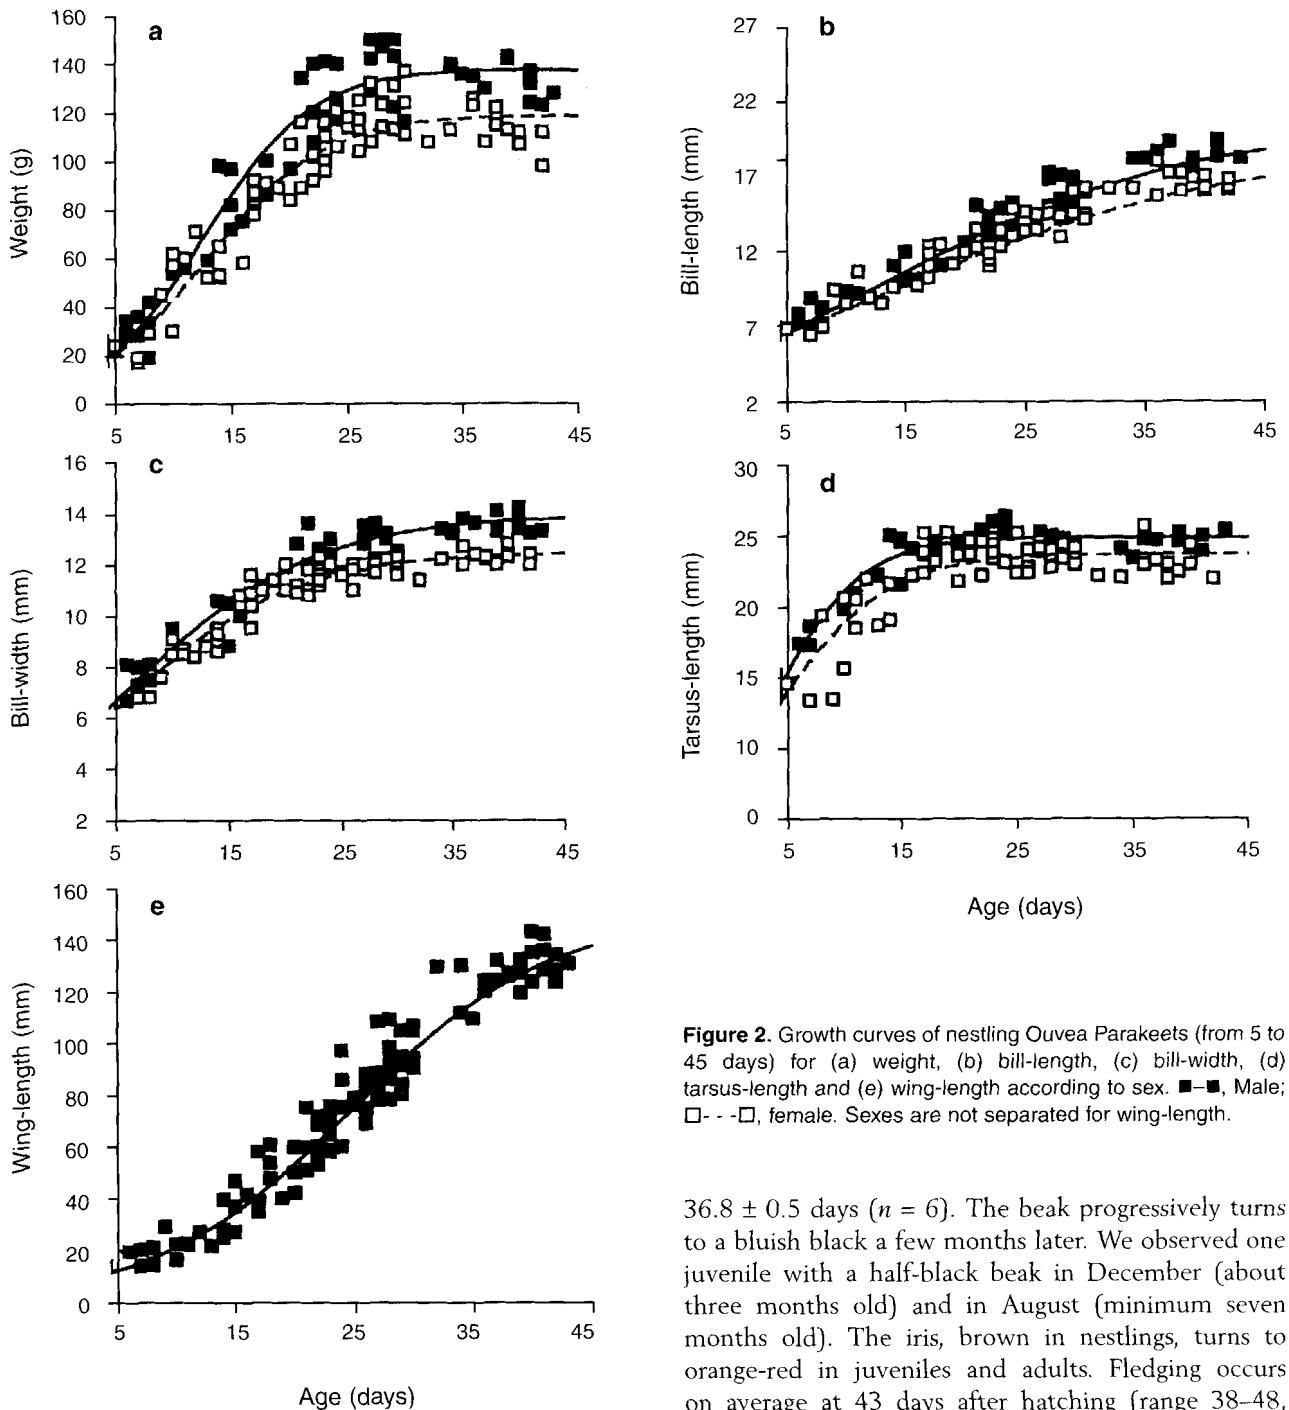 a
160
140
120
100
80
60
40
20
0
Weight (g)
5 15 25 35 45
b
27
22
17
12
7
2
Bill-length (mm)
5 15 25 35 45
c
16
14
12
10
8
6
4
2
Bill-width (mm)
5 15 25 35 45
d
30
25
20
15
10
0
Tarsus-length (mm)
5 15 25 35 45
Age (days)
e
160
140
120
100
80
60
40
20
0
Wing-length (mm)
5 15 25 35 45
Age (days)
Figure 2. Growth curves of nestling Ouvea Parakeets (from 5 to
45 days) for (a) weight, (b) bill-length, (c) bill-width, (d)
tarsus-length and (e) wing-length according to sex. ■–■, Male;
□- - -□, female. Sexes are not separated for wing-length.
36.8 ± 0.5 days (n = 6). The beak progressively turns
to a bluish black a few months later. We observed one
juvenile with a half-black beak in December (about
three months old) and in August (minimum seven
months old). The iris, brown in nestlings, turns to
orange-red in juveniles and adults. Fledging occurs
on average at 43 days after hatching (range 38–48,